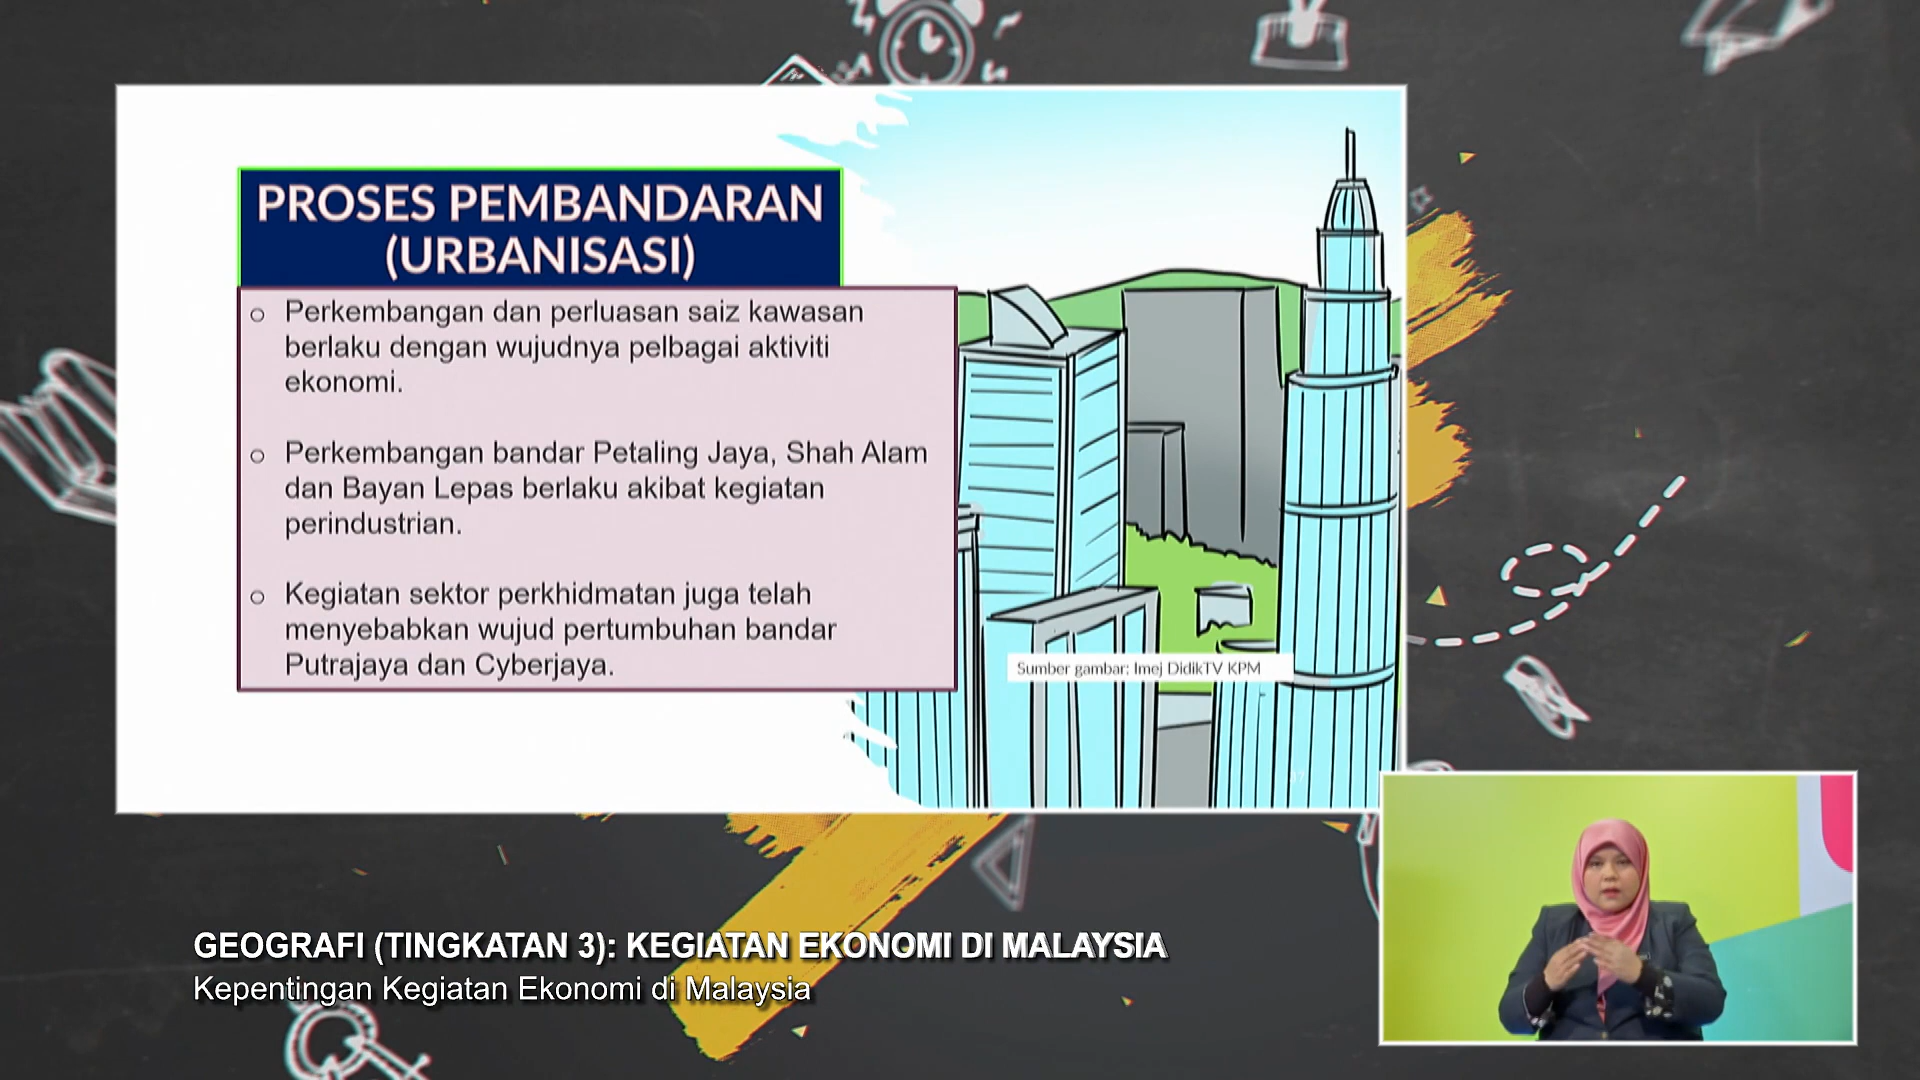 PROSES PEMBANDARAN
(URBANISASI)
o Perkembangan dan perluasan saiz kawasan
berlaku dengan wujudnya pelbagai aktiviti
ekonomi.
o Perkembangan bandar Petaling Jaya, Shah Alam
dan Bayan Lepas berlaku akibat kegiatan
perindustrian.
o Kegiatan sektor perkhidmatan juga telah
menyebabkan wujud pertumbuhan bandar
Putrajaya dan Cyberjaya.
Sumber gambar: Imej DidikTV KPM
GEOGRAFI (TINGKATAN 3): KEGIATAN EKONOMI DI MALAYSIA
Kepentingan Kegiatan Ekonomi di Malaysia